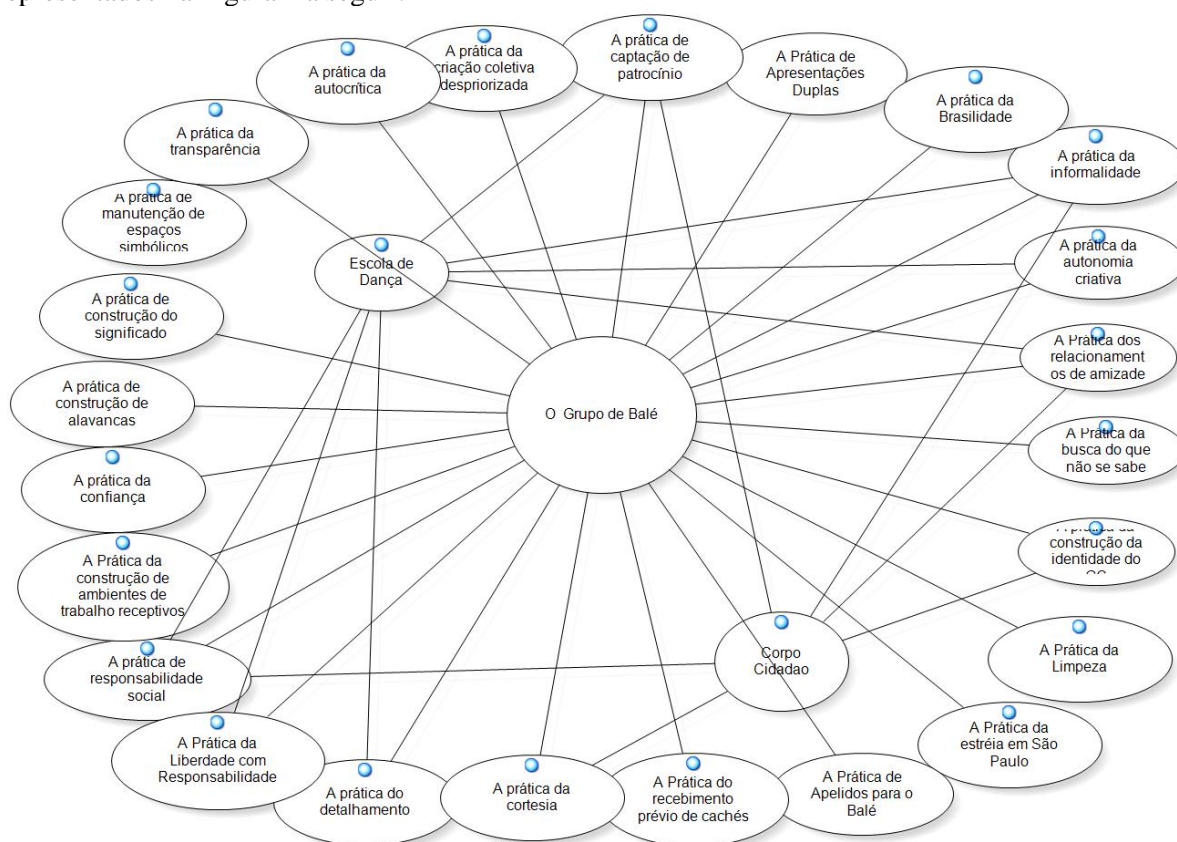 A prática da
autocrítica
A prática da
criação coletiva
despriorizada
A prática de
captação de
patrocínio
A Prática de
Apresentações
Duplas
A prática da
Brasilidade
A prática da
informalidade
A prática da
transparência
A prática de
manutenção de
espaços
simbólicos
Escola de
Dança
A prática da
autonomia
criativa
A prática de
construção do
significado
A Prática dos
relacionament
os de amizade
A prática de
construção de
alavancas
O Grupo de Balé
A Prática da
busca do que
não se sabe
A prática da
confiança
construção da
identidade do
A Prática da
construção de
ambientes de
trabalho receptivos
A prática de
responsabilidade
social
Corpo
Cidadao
A Prática da
Limpeza
A Prática da
Liberdade com
Responsabilidade
A prática do
detalhamento
A prática da
cortesia
A Prática do
recebimento
prévio de cachés
A Prática de
Apelidos para o
Balé
A Prática da
estréia em São
Paulo